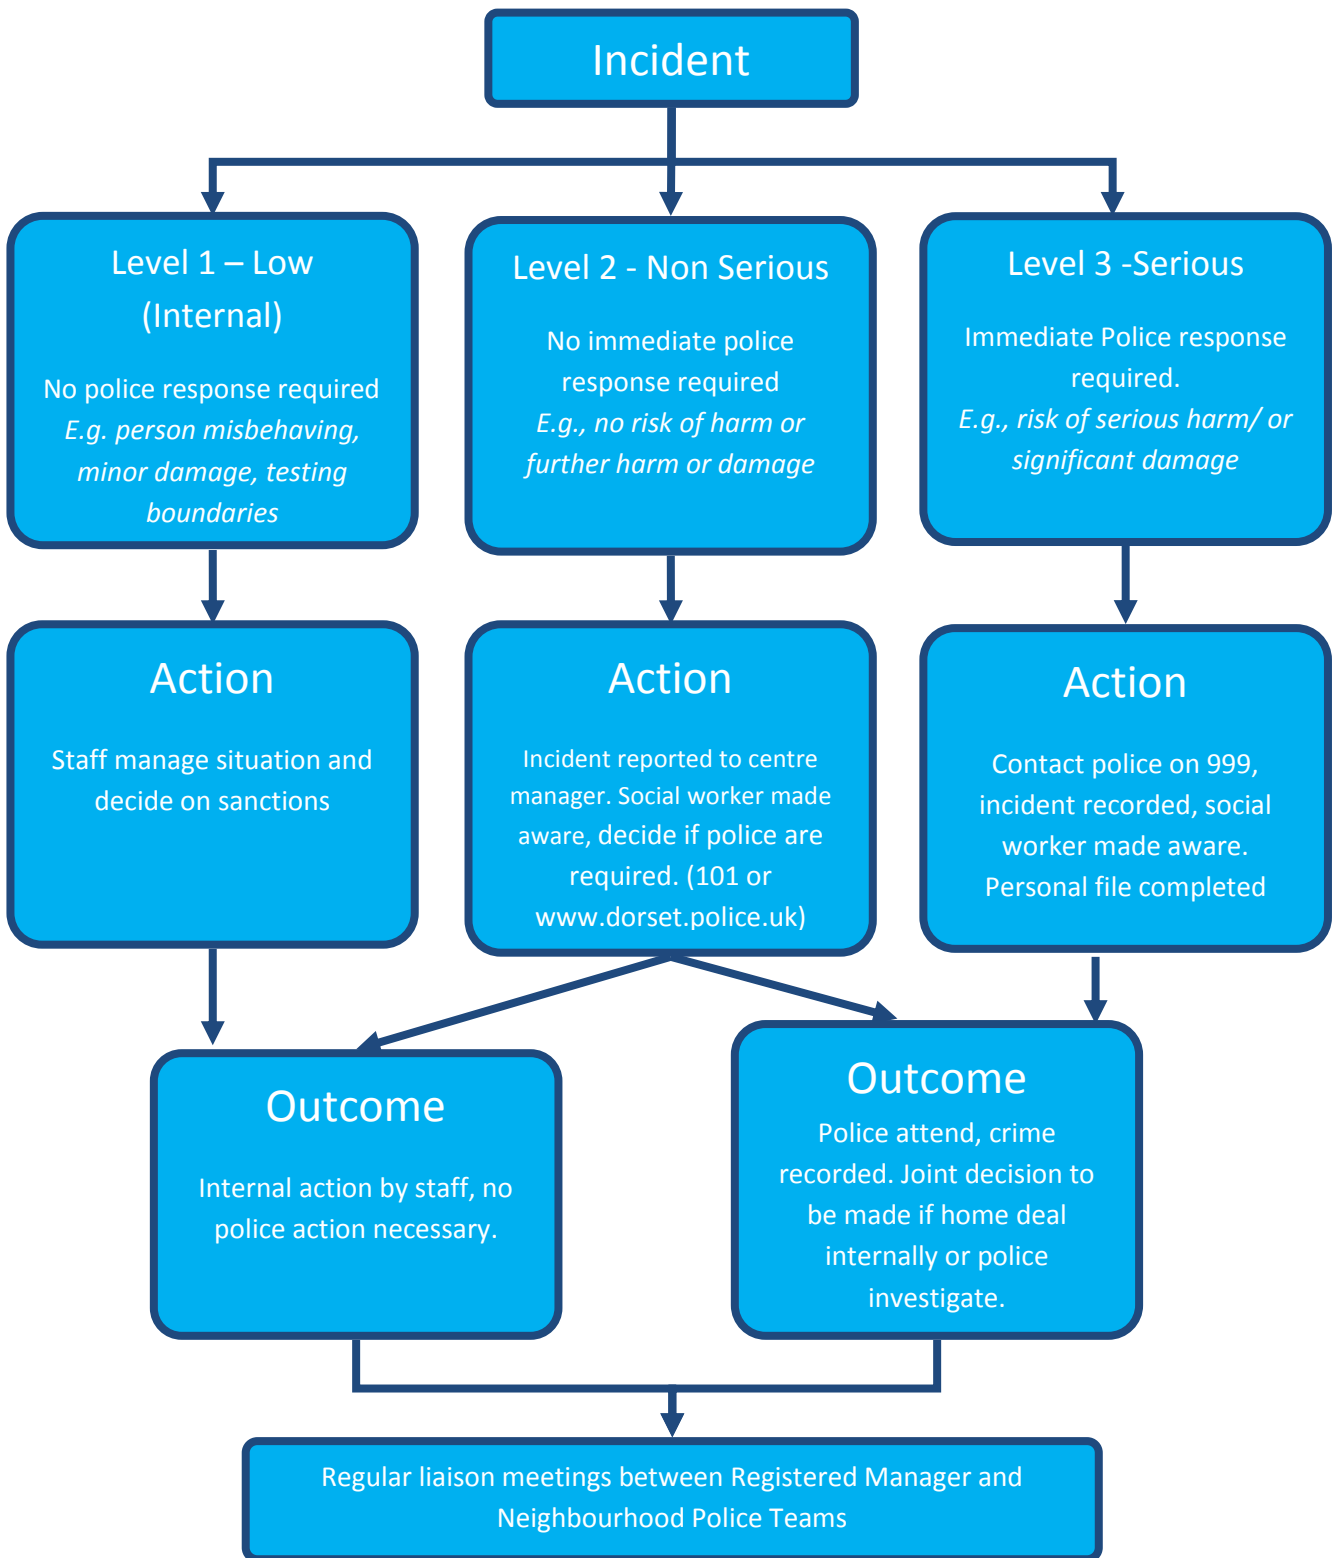 Incident
Level 1 – Low
(Internal)
No police response required
E.g. person misbehaving,
minor damage, testing
boundaries
Level 2 - Non Serious
No immediate police
response required
E.g., no risk of harm or
further harm or damage
Level 3 -Serious
Immediate Police response
required.
E.g., risk of serious harm/ or
significant damage
Action
Staff manage situation and
decide on sanctions
Action
Incident reported to centre
manager. Social worker made
aware, decide if police are
required. (101 or
www.dorset.police.uk)
Action
Contact police on 999,
incident recorded, social
worker made aware.
Personal file completed
Outcome
Internal action by staff, no
police action necessary.
Outcome
Police attend, crime
recorded. Joint decision to
be made if home deal
internally or police
investigate.
Regular liaison meetings between Registered Manager and
Neighbourhood Police Teams